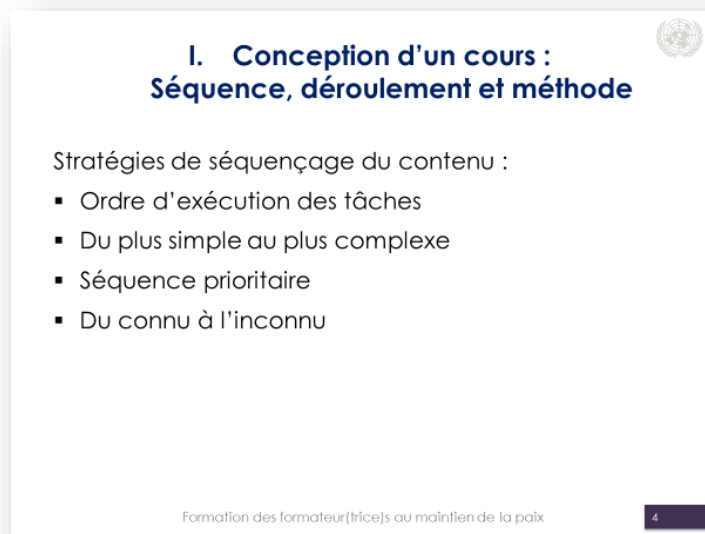 I. Conception d’un cours :
Séquence, déroulement et méthode
Stratégies de séquençage du contenu :
▪ Ordre d’exécution des tâches
▪ Du plus simple au plus complexe
▪ Séquence prioritaire
▪ Du connu à l’inconnu
Formation des formateur(trice)s au maintien de la paix
4